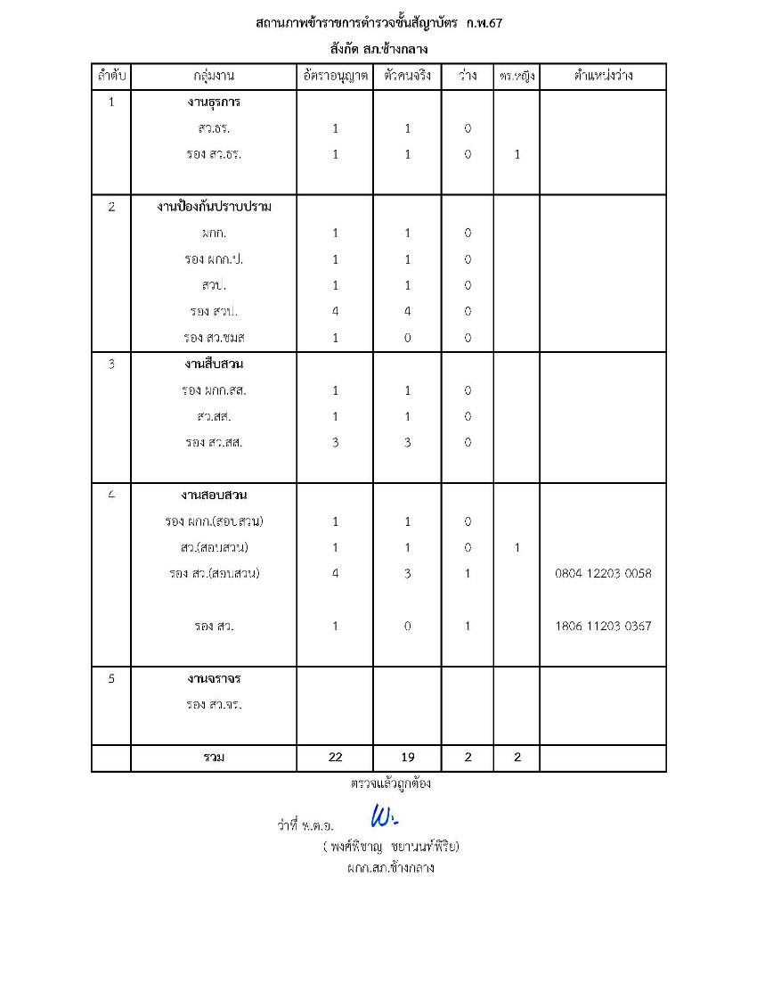 สถานภาพข้าราชการตำรวจชั้นสัญาบัตร ก.พ.67
สังกัด สภ.ช้างกลาง
ลำดับ กลุ่มงาน อัตราอนุญาต ตัวคนจริง ว่าง ตร.หญิง ตำแหน่งว่าง
1 งานธุรการ
สว.ธร. 1 1 0
รอง สว.ธร. 1 1 0 1
2 งานป้องกันปราบปราม
ผกก. 1 1 0
รอง ผกก.ป. 1 1 0
สวป. 1 1 0
รอง สวป. 4 4 0
รอง สว.ชมส 1 0 0
3 งานสืบสวน
รอง ผกก.สส. 1 1 0
สว.สส. 1 1 0
รอง สว.สส. 3 3 0
4 งานสอบสวน
รอง ผกก.(สอบสวน) 1 1 0
สว.(สอบสวน) 1 1 0 1
รอง สว.(สอบสวน) 4 3 1 0804 12203 0058
รอง สว. 1 0 1 1806 11203 0367
5 งานจราจร
รอง สว.จร.
รวม 22 19 2 2
ตรวจแล้วถูกต้อง
ว่าที่ พ.ต.อ.
( พงศ์พิชาญ ชยานนท์พิริย)
ผกก.สภ.ช้างกลาง